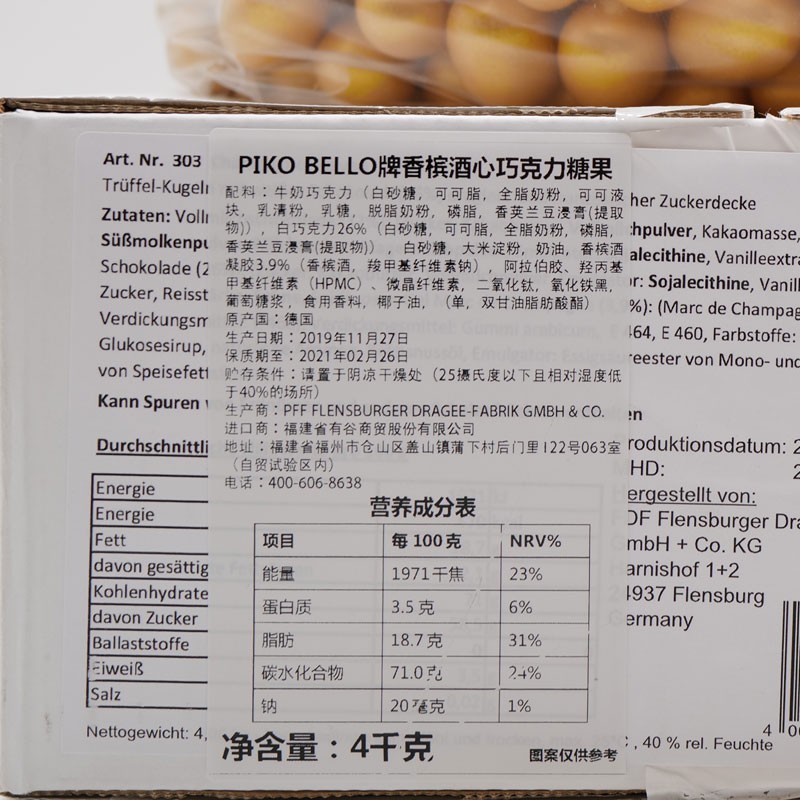 Art. Nr. 303
Trüffel-Kugeln
her Zuckerdecke
Zutaten: Vollm
chpulver, Kakaomasse,
Süßmolkenpu
alecithine, Vanilleextra
Schokolade (2
r: Sojalecithine, Vanill
Zucker, Reisst
%): (Marc de Champag
Verdickungsm
464, E 460, Farbstoffe:
Glukosesirup,
reester von Mono- und
von Speisefett
Kann Spuren v
Durchschnittli
Energie
Energie
Fett
davon gesättig
Kohlenhydrate
davon Zucker
Ballaststoffe
Eiweiß
Salz
Nettogewicht: 4,
PIKO BELLO牌香槟酒心巧克力糖果
配料：牛奶巧克力（白砂糖，可可脂，全脂奶粉，可可液
块，乳清粉，乳糖，脱脂奶粉，磷脂，香荚兰豆浸膏(提取
物)），白巧克力26%（白砂糖，可可脂，全脂奶粉，磷脂，
香荚兰豆浸膏(提取物)），白砂糖，大米淀粉，奶油，香槟酒
凝胶3.9%（香槟酒，羧甲基纤维素钠），阿拉伯胶、羟丙基
甲基纤维素（HPMC）、微晶纤维素，二氧化钛，氧化铁黑，
葡萄糖浆，食用香料，椰子油，（单，双甘油脂肪酸酯）
原产国：德国
生产日期：2019年11月27日
保质期至：2021年02月26日
贮存条件：请置于阴凉干燥处（25摄氏度以下且相对湿度低
于40%的场所）
生产商：PFF FLENSBURGER DRAGEE-FABRIK GMBH & CO.
进口商：福建省有谷商贸股份有限公司
地址：福建省福州市仓山区盖山镇蒲下村后门里122号063室
（自贸试验区内）
电话：400-606-8638
营养成分表
项目 每 100 克 NRV%
能量 1971 千焦 23%
蛋白质 3.5 克 6%
脂肪 18.7 克 31%
碳水化合物 71.0 克 24%
钠 20 毫克 1%
净含量：4千克
图案仅供参考
en
roduktionsdatum: 2
HD: 2
ergestellt von:
DF Flensburger Dra
mbH + Co. KG
arnishof 1+2
24937 Flensburg
ermany
, 40 % rel. Feuchte